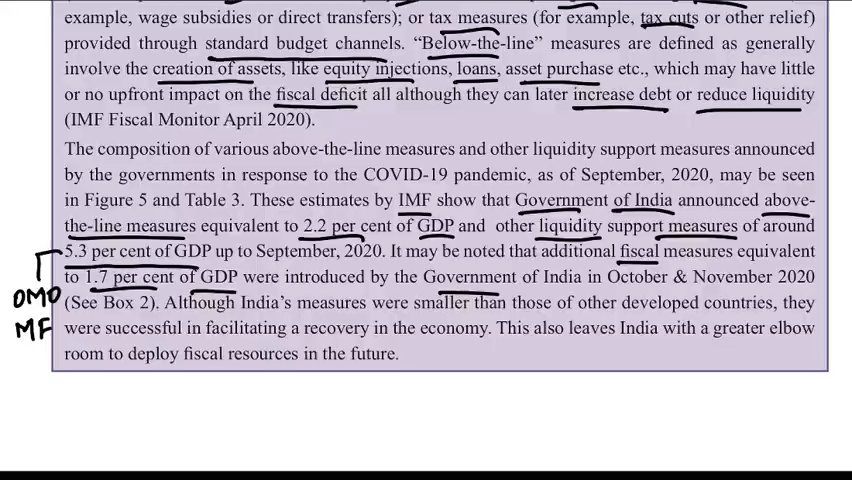 example, wage subsidies or direct transfers); or tax measures (for example, tax cuts or other relief)
provided through standard budget channels. “Below-the-line” measures are defined as generally
involve the creation of assets, like equity injections, loans, asset purchase etc., which may have little
or no upfront impact on the fiscal deficit all although they can later increase debt or reduce liquidity
(IMF Fiscal Monitor April 2020).
The composition of various above-the-line measures and other liquidity support measures announced
by the governments in response to the COVID-19 pandemic, as of September, 2020, may be seen
in Figure 5 and Table 3. These estimates by IMF show that Government of India announced above-
the-line measures equivalent to 2.2 per cent of GDP and other liquidity support measures of around
5.3 per cent of GDP up to September, 2020. It may be noted that additional fiscal measures equivalent
to 1.7 per cent of GDP were introduced by the Government of India in October & November 2020
OMO
(See Box 2). Although India’s measures were smaller than those of other developed countries, they
MF
were successful in facilitating a recovery in the economy. This also leaves India with a greater elbow
room to deploy fiscal resources in the future.